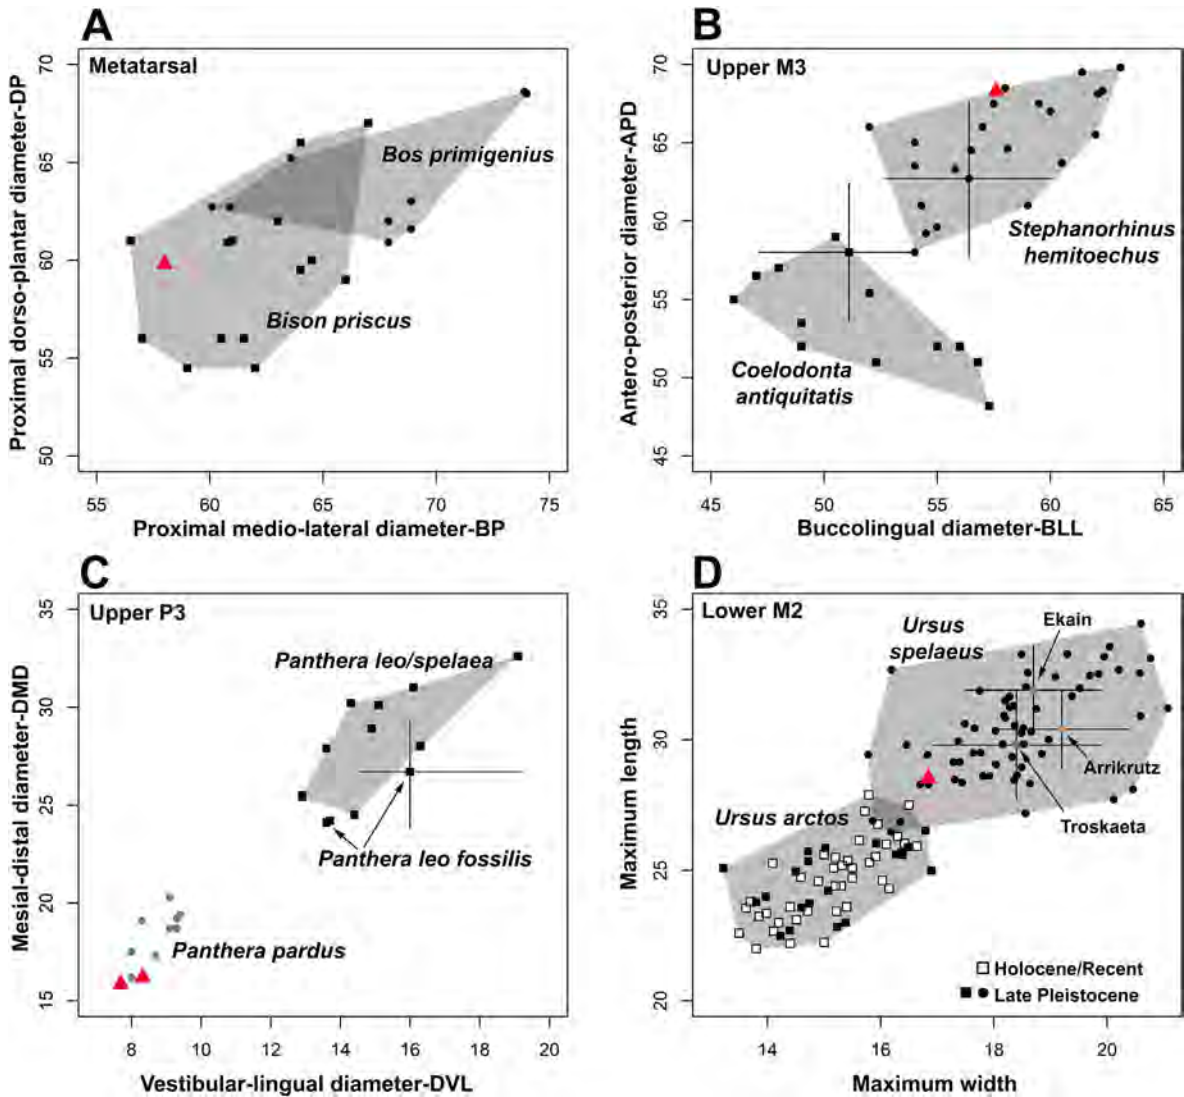 A
Metatarsal
Proximal dorso-plantar diameter-DP
70
65
60
55
50
Bos primigenius
Bison priscus
55
60
65
70
75
Proximal medio-lateral diameter-BP
B
Upper M3
Antero-posterior diameter-APD
70
65
60
55
50
45
Stephanorhinus
hemitoechus
Coelodonta
antiquitatis
45
50
55
60
65
Buccolingual diameter-BLL
C
Upper P3
Mesial-distal diameter-DMD
35
30
25
20
15
Panthera leo/spelaea
Panthera leo fossilis
Panthera pardus
8
10
12
14
16
18
20
Vestibular-lingual diameter-DVL
D
Lower M2
Maximum length
35
30
25
20
Ursus
spelaeus
Ekain
Arrikrutz
Troskaeta
Ursus arctos
Holocene/Recent
Late Pleistocene
14
16
18
20
Maximum width